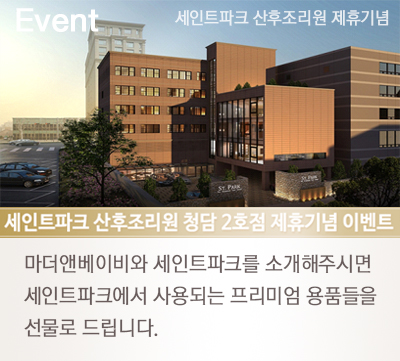 Event
세인트파크 산후조리원 제휴기념
ST. PARK
ST. PARK
세인트파크 산후조리원 청담 2호점 제휴기념 이벤트
마더앤베이비와 세인트파크를 소개해주시면
세인트파크에서 사용되는 프리미엄 용품들을
선물로 드립니다.